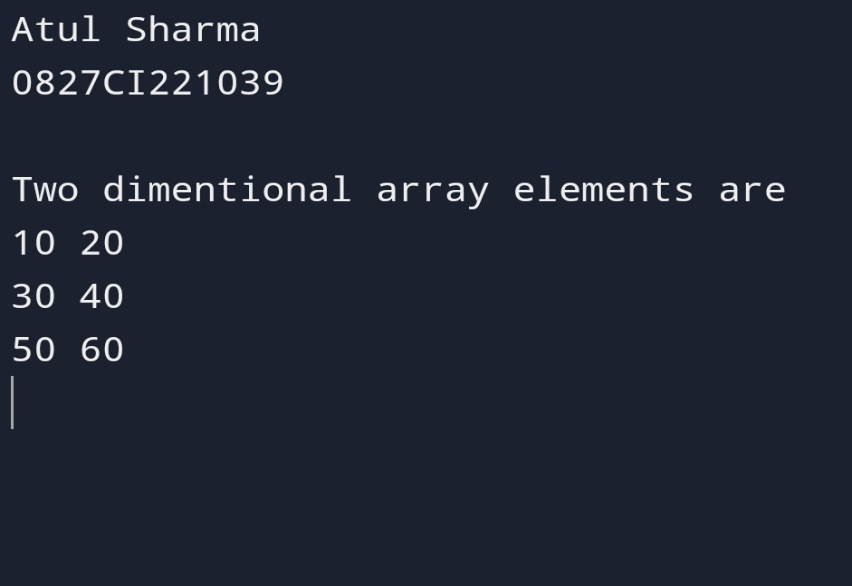 Atul Sharma
0827CI221039
Two dimentional array elements are
10 20
30 40
50 60